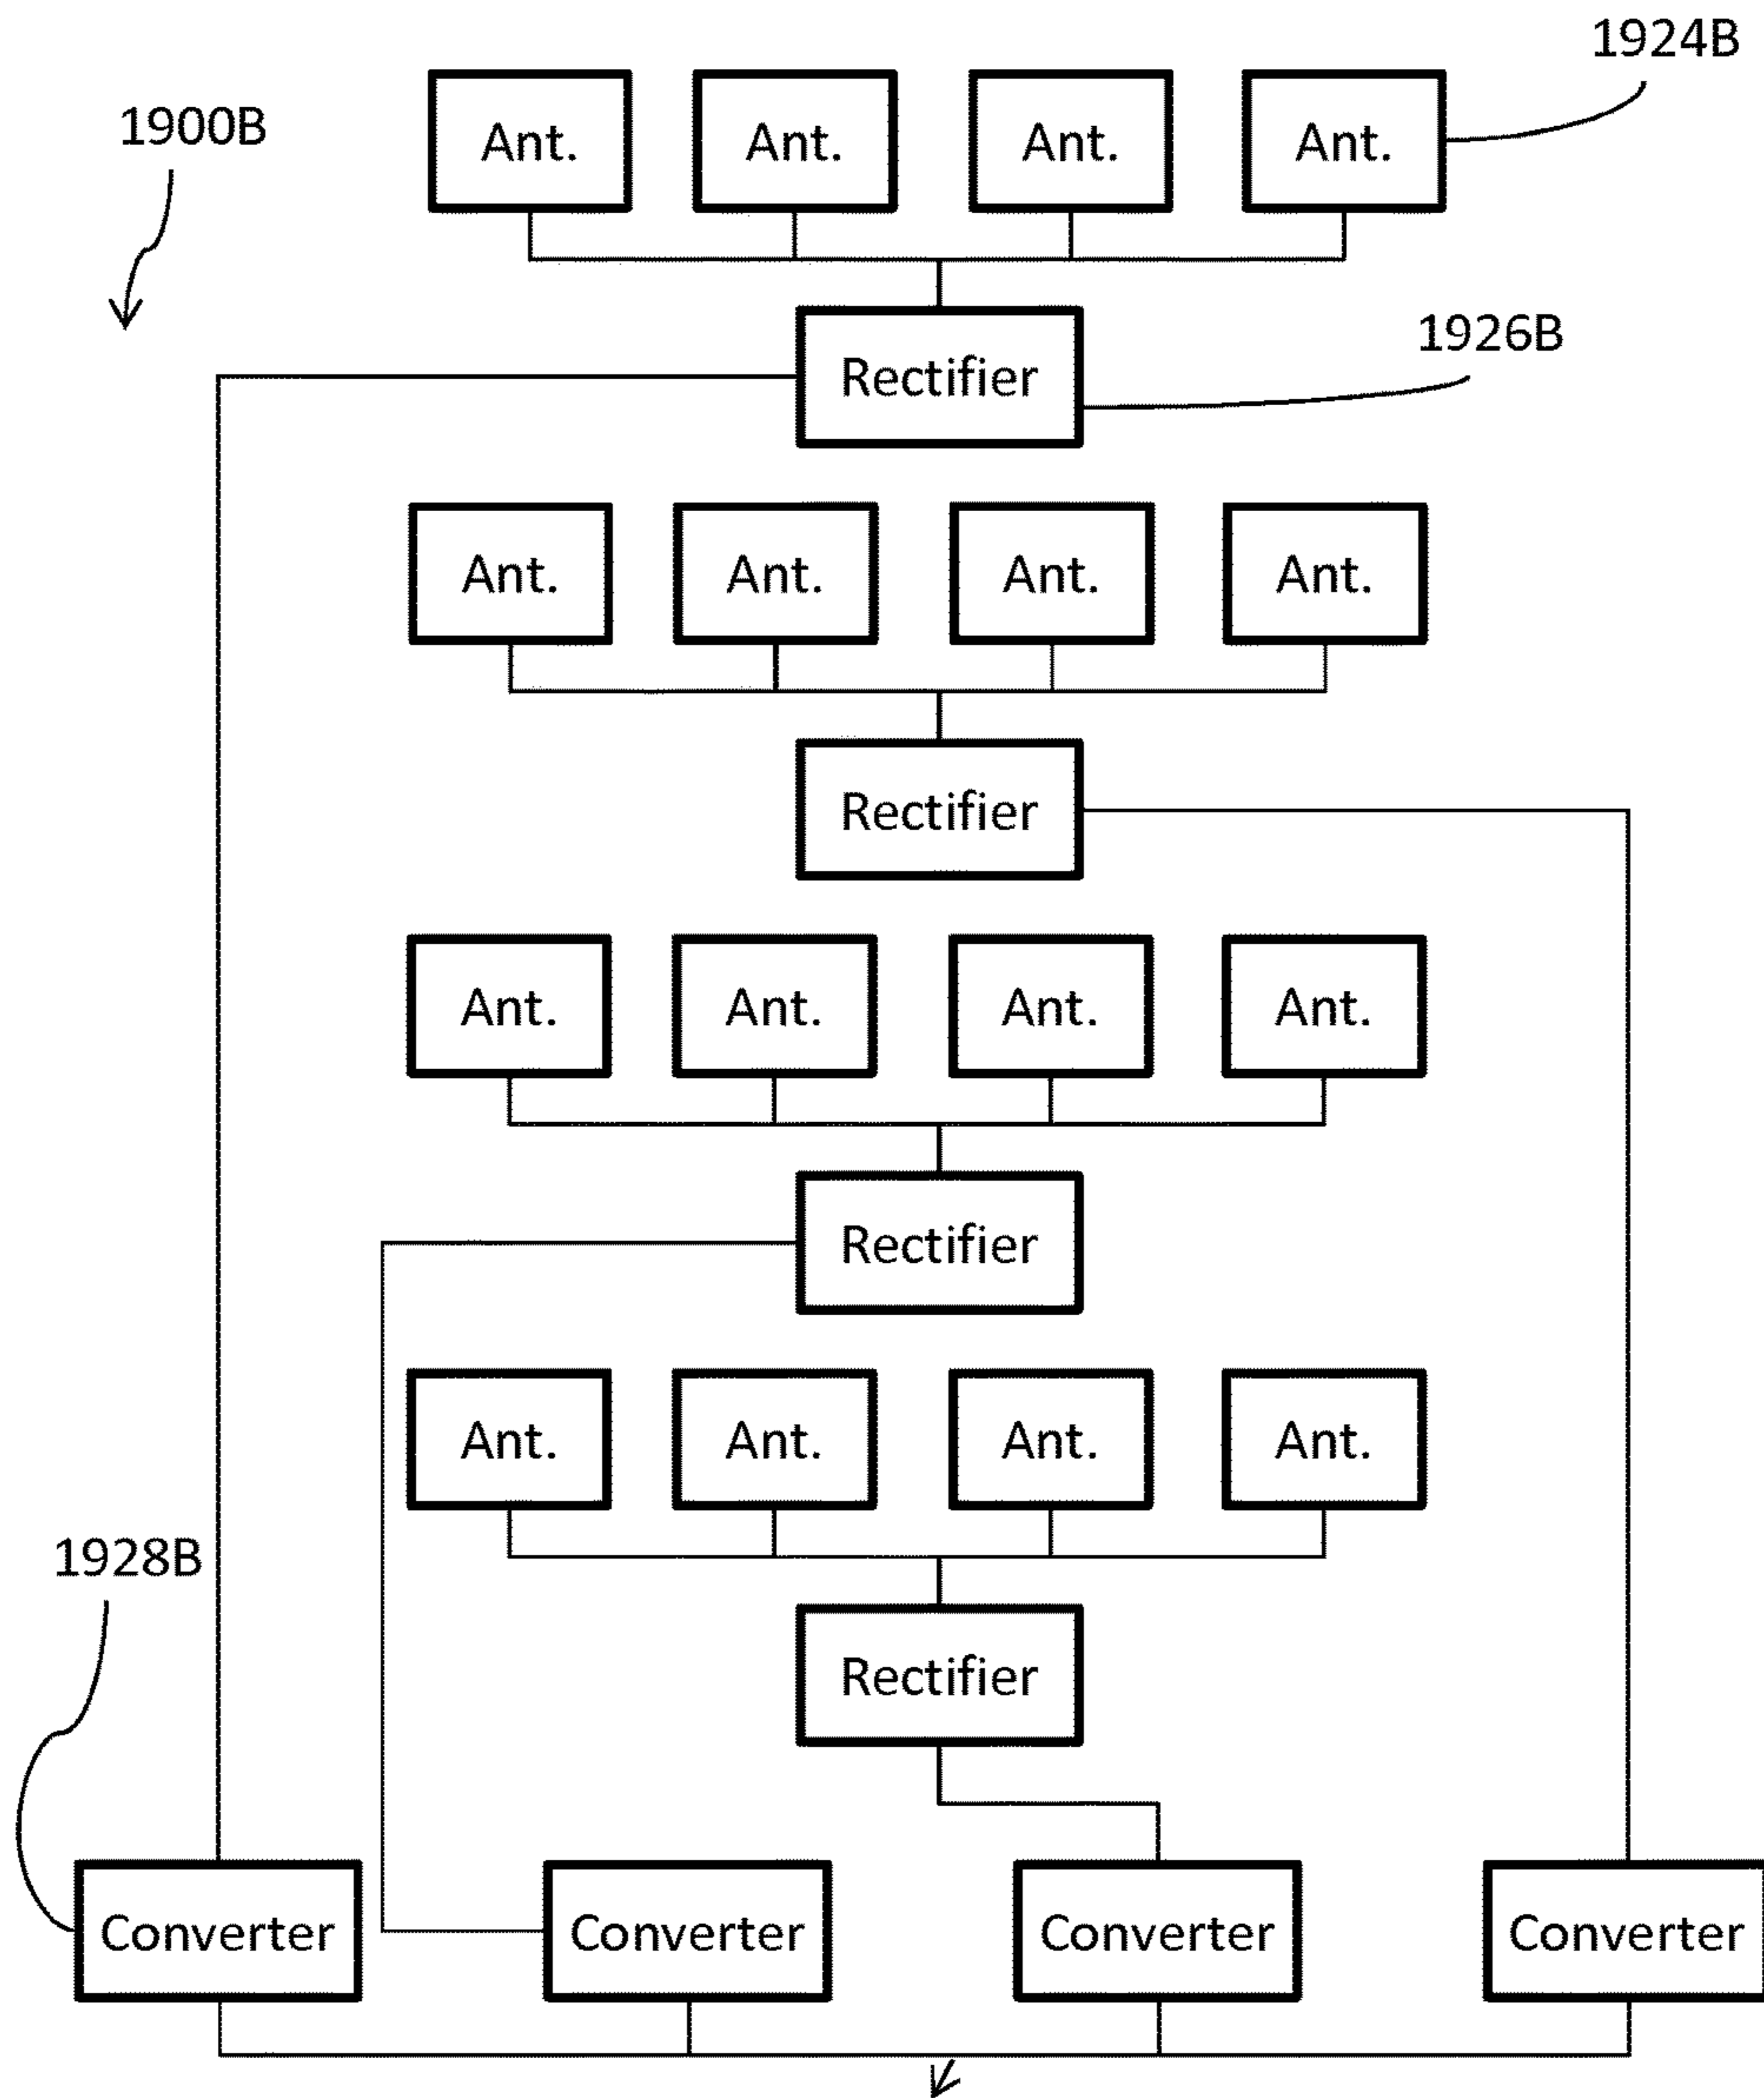 1924B
1900B
Ant. Ant. Ant. Ant.
1926B
Rectifier
Ant. Ant. Ant. Ant.
Rectifier
Ant. Ant. Ant. Ant.
Rectifier
Ant. Ant. Ant. Ant.
1928B
Rectifier
Converter Converter Converter Converter